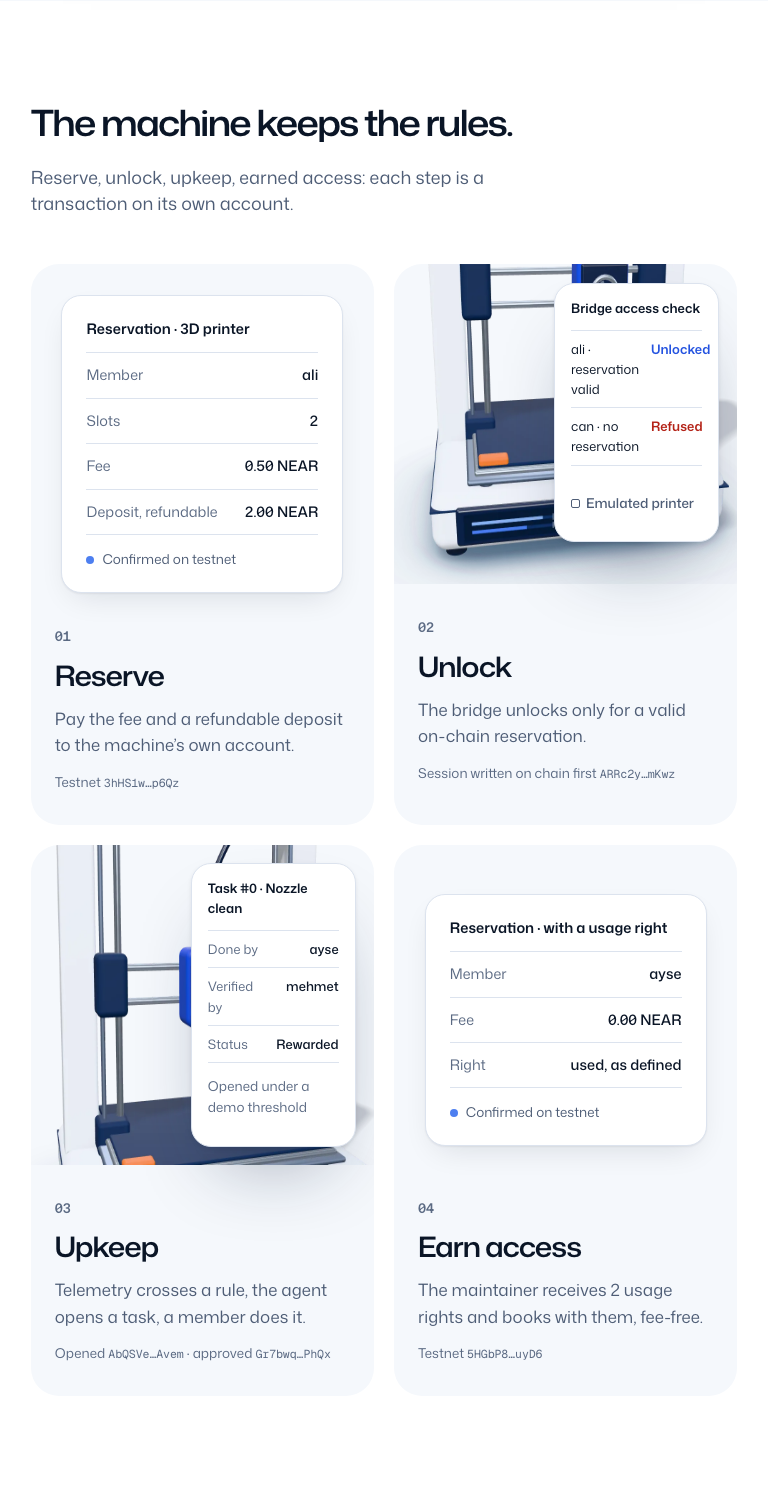 The machine keeps the rules.
Reserve, unlock, upkeep, earned access: each step is a
transaction on its own account.
Reservation · 3D printer
Member ali
Slots 2
Fee 0.50 NEAR
Deposit, refundable 2.00 NEAR
Confirmed on testnet
01
Reserve
Pay the fee and a refundable deposit
to the machine’s own account.
Testnet 3hHS1w…p6Qz
Bridge access check
ali · Unlocked
reservation
valid
can · no Refused
reservation
Emulated printer
02
Unlock
The bridge unlocks only for a valid
on-chain reservation.
Session written on chain first ARRc2y…mKwz
Task #0 · Nozzle
clean
Done by ayse
Verified mehmet
by
Status Rewarded
Opened under a
demo threshold
03
Upkeep
Telemetry crosses a rule, the agent
opens a task, a member does it.
Opened AbQSVe…Avem · approved Gr7bwq…PhQx
Reservation · with a usage right
Member ayse
Fee 0.00 NEAR
Right used, as defined
Confirmed on testnet
04
Earn access
The maintainer receives 2 usage
rights and books with them, fee-free.
Testnet 5HGbP8…uyD6